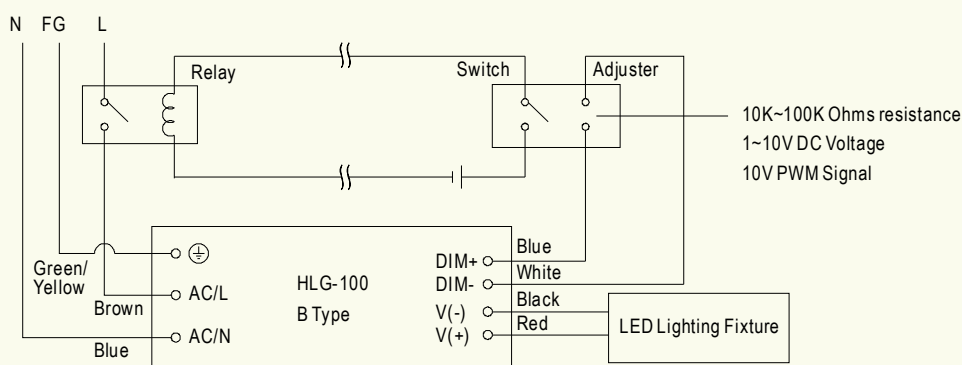 N FG L
Relay
Switch
Adjuster
10K~100K Ohms resistance
1~10V DC Voltage
10V PWM Signal
Green/
Yellow
Brown
Blue
AC/L
AC/N
HLG-100
B Type
DIM+
DIM-
V(-)
V(+)
Blue
White
Black
Red
LED Lighting Fixture